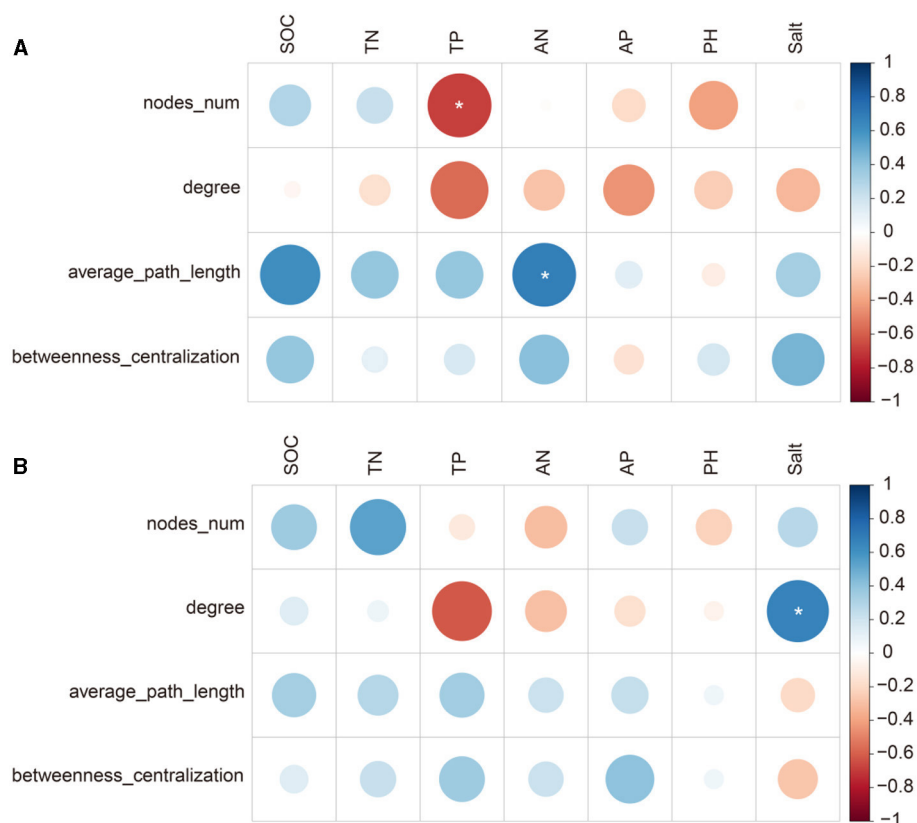 A
SOC TN TP AN AP PH Salt
nodes_num
*
degree
average_path_length
*
betweenness_centralization
1
0.8
0.6
0.4
0.2
0
−0.2
−0.4
−0.6
−0.8
−1
B
SOC TN TP AN AP PH Salt
nodes_num
degree
*
average_path_length
betweenness_centralization
1
0.8
0.6
0.4
0.2
0
−0.2
−0.4
−0.6
−0.8
−1